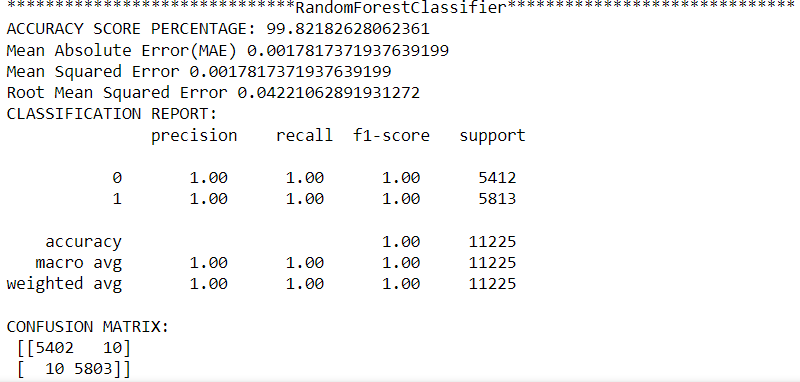 ******************************RandomForestClassifier******************************
ACCURACY SCORE PERCENTAGE: 99.82182628062361
Mean Absolute Error(MAE) 0.0017817371937639199
Mean Squared Error 0.0017817371937639199
Root Mean Squared Error 0.04221062891931272
CLASSIFICATION REPORT:
precision recall f1-score support
0 1.00 1.00 1.00 5412
1 1.00 1.00 1.00 5813
accuracy 1.00 11225
macro avg 1.00 1.00 1.00 11225
weighted avg 1.00 1.00 1.00 11225
CONFUSION MATRIX:
[[5402 10]
[ 10 5803]]